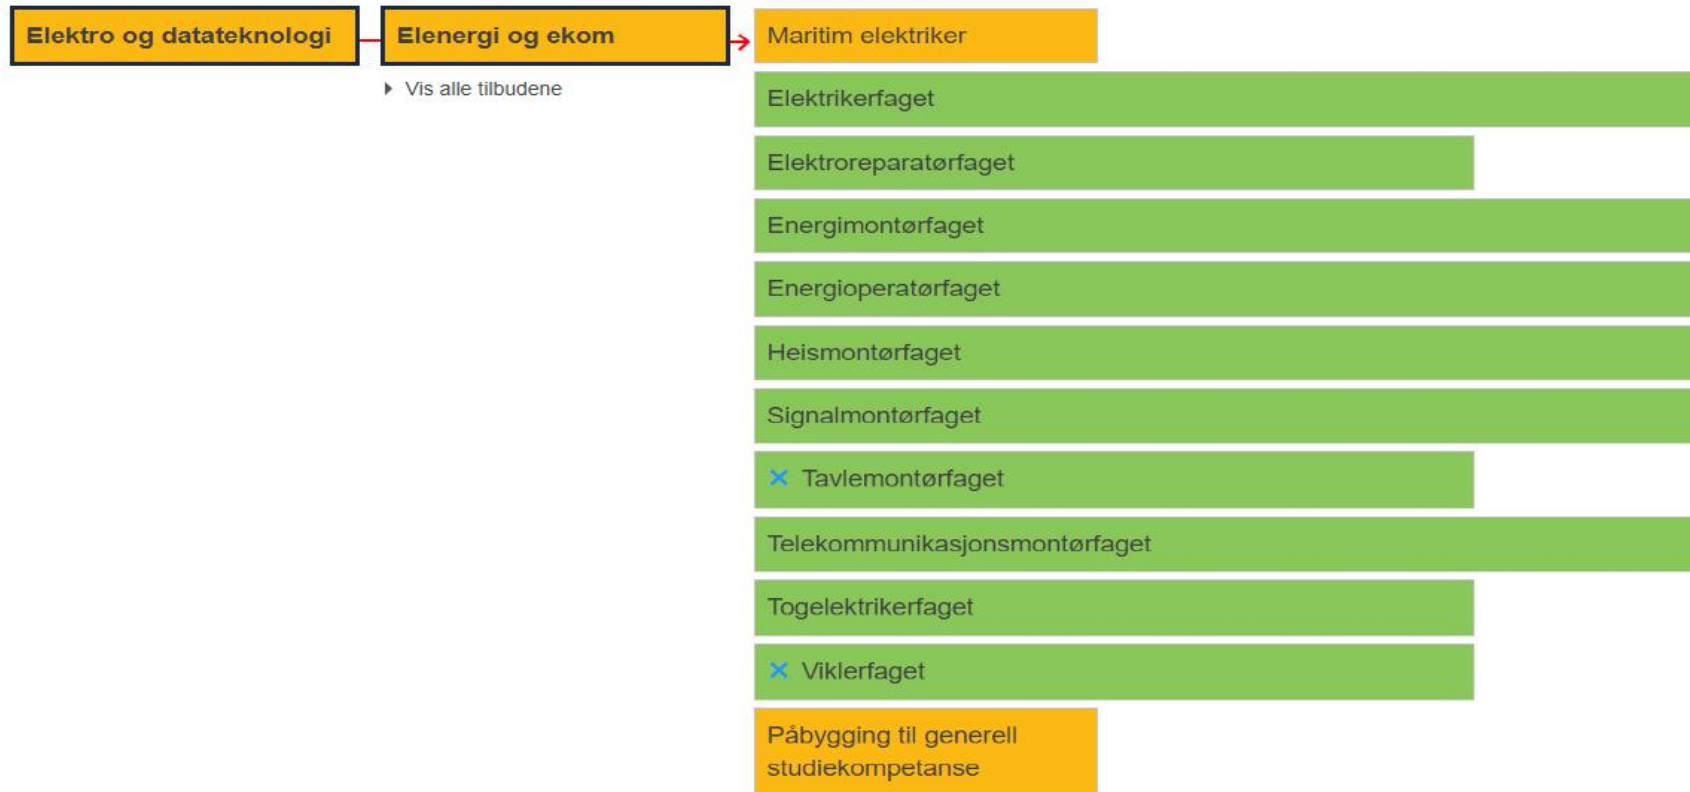 Elektro og datateknologi
Elenergi og ekom
Vis alle tilbudene
Maritim elektriker
Elektrikerfaget
Elektroreparatørfaget
Energimontørfaget
Energioperatørfaget
Heismontørfaget
Signalmontørfaget
Tavlemontørfaget
Telekommunikasjonsmontørfaget
Togelektrikerfaget
Viklerfaget
Påbygging til generell
studiekompetanse